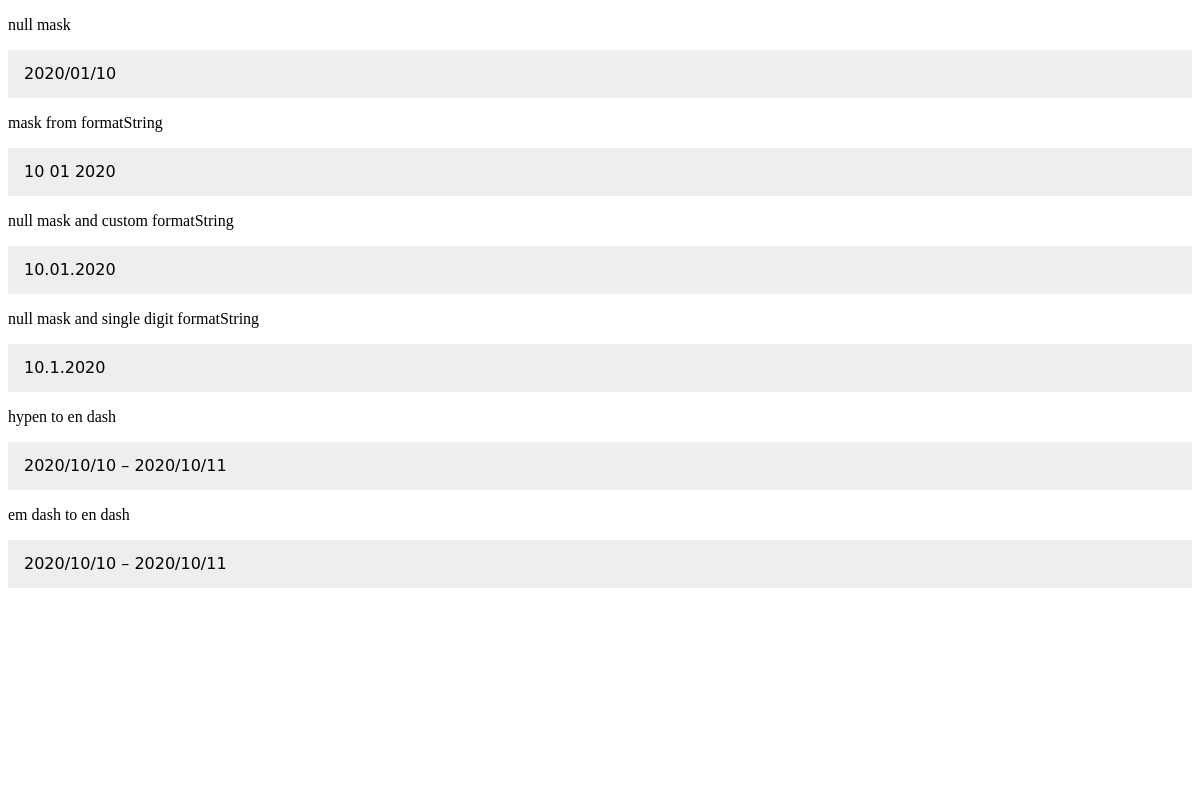 null mask
2020/01/10
mask from formatString
10 01 2020
null mask and custom formatString
10.01.2020
null mask and single digit formatString
10.1.2020
hypen to en dash
2020/10/10 – 2020/10/11
em dash to en dash
2020/10/10 – 2020/10/11